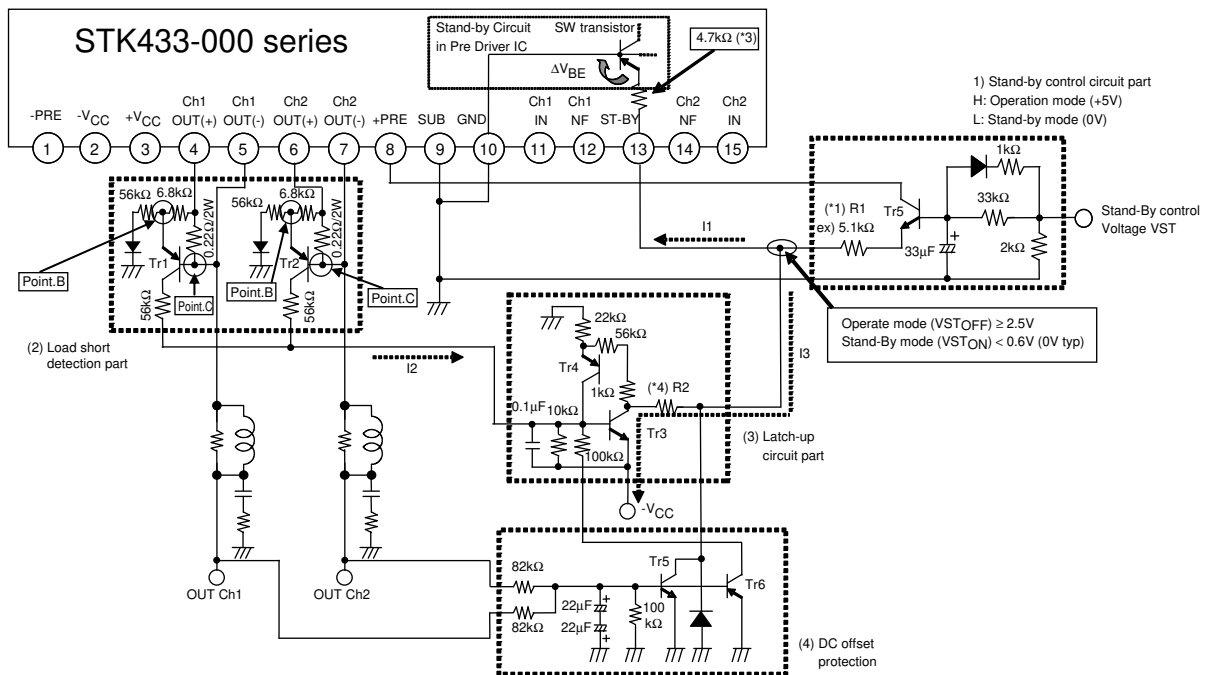 STK433-000 series
Stand-by Circuit
in Pre Driver IC
SW transistor
ΔVBE
4.7kΩ (*3)
-PRE
-VCC
+VCC
Ch1
OUT(+)
Ch1
OUT(-)
Ch2
OUT(+)
Ch2
OUT(-)
+PRE
SUB
GND
Ch1
IN
Ch1
NF
ST-BY
Ch2
NF
Ch2
IN
1 2 3 4 5 6 7 8 9 10 11 12 13 14 15
1) Stand-by control circuit part
H: Operation mode (+5V)
L: Stand-by mode (0V)
56kΩ
6.8kΩ
0.22Ω/2W
Tr1
Point.B
Point.C
56kΩ
56kΩ
6.8kΩ
0.22Ω/2W
Tr2
Point.B
Point.C
56kΩ
(2) Load short
detection part
I2
I1
(*1) R1
ex) 5.1kΩ
Tr5
1kΩ
33kΩ
33μF
+
2kΩ
Stand-By control
Voltage VST
Operate mode (VSTOFF) ≥ 2.5V
Stand-By mode (VSTON) < 0.6V (0V typ)
I3
22kΩ
56kΩ
Tr4
1kΩ
(*4) R2
0.1μF
10kΩ
Tr3
100kΩ
-VCC
(3) Latch-up
circuit part
OUT Ch1
OUT Ch2
82kΩ
82kΩ
22μF
+
22μF
+
100
kΩ
Tr5
Tr6
(4) DC offset
protection